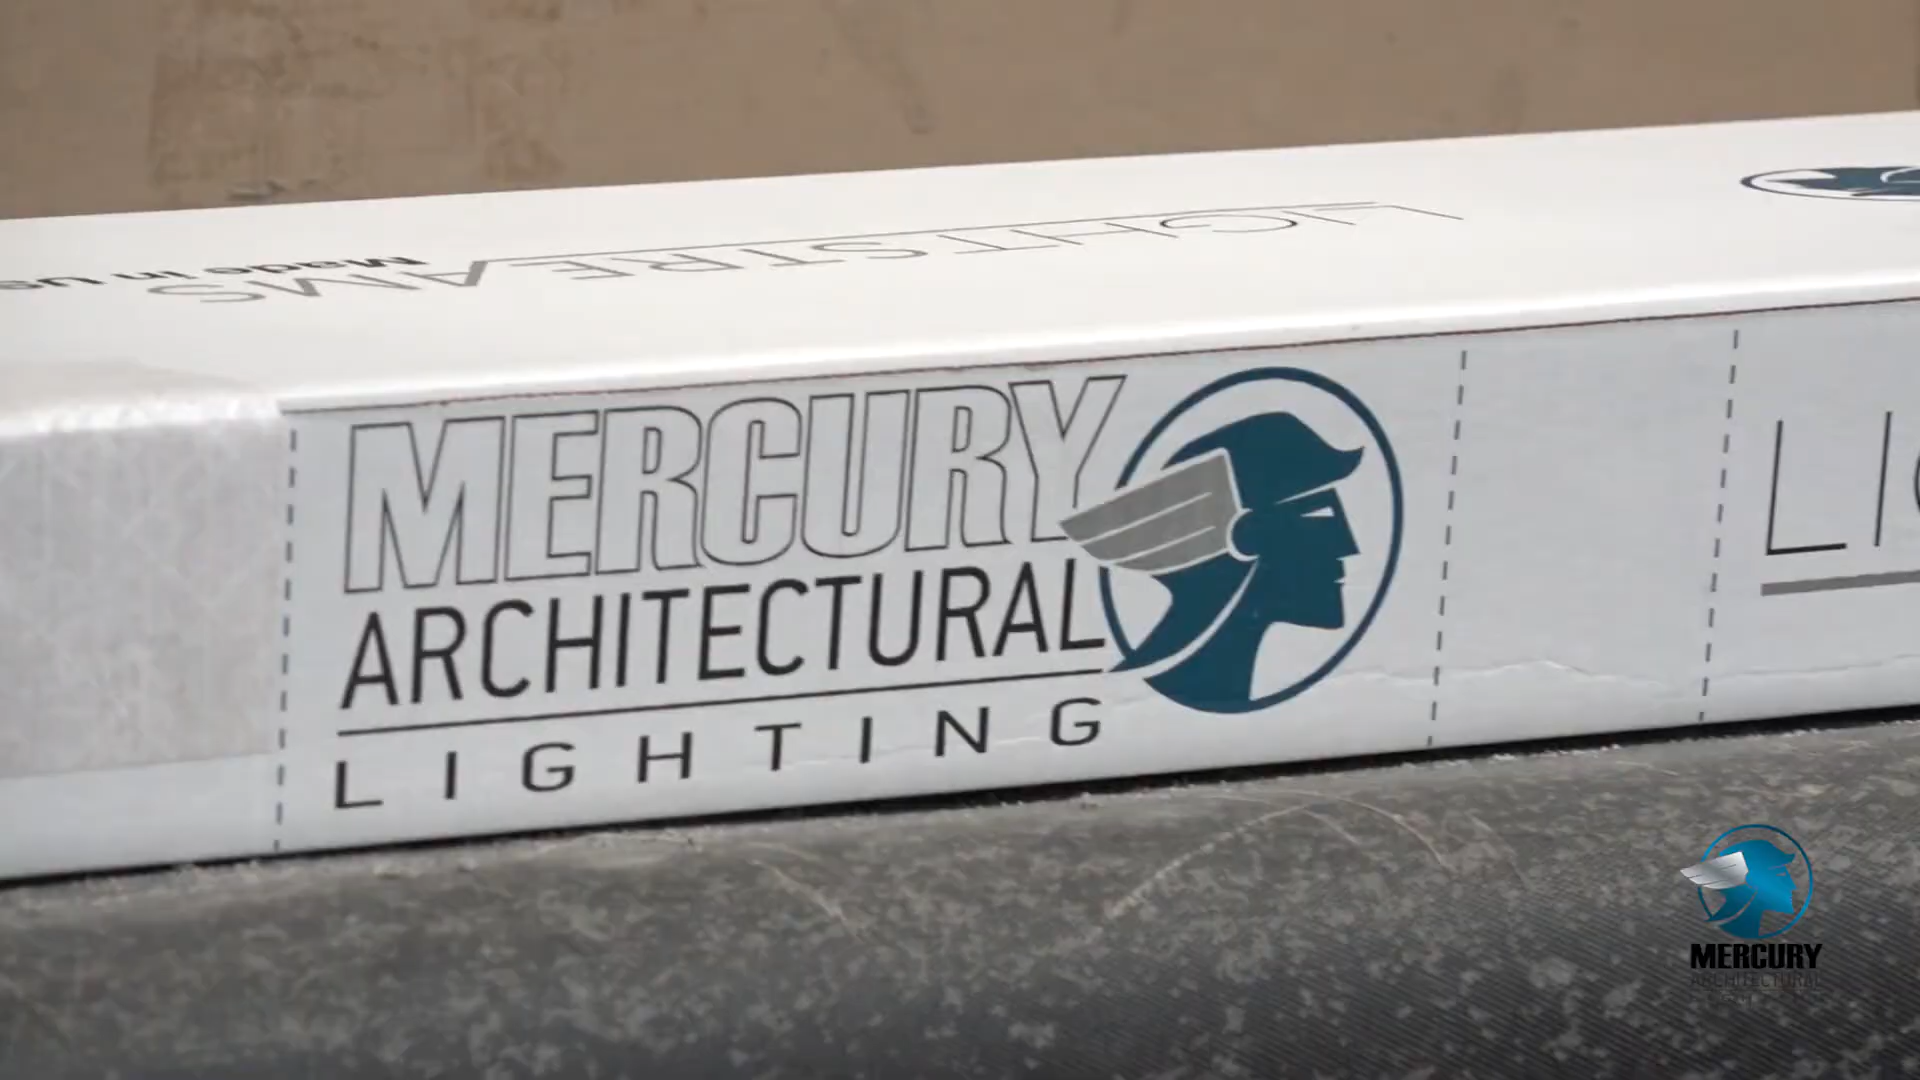 LIGHTSTREAMS
Made in US
MERCURY
ARCHITECTURAL
LIGHTING
LI
MERCURY
ARCHITECTURAL